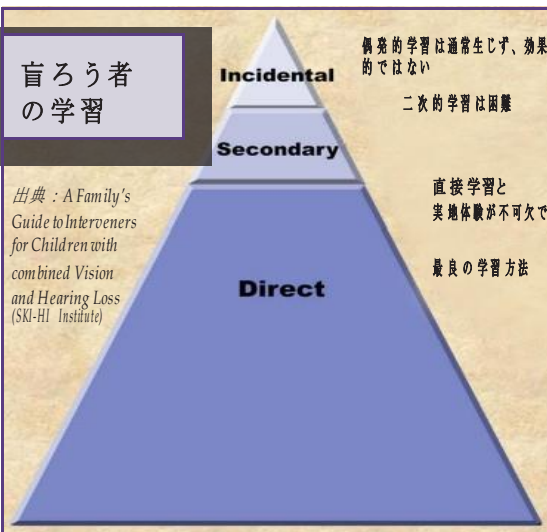 盲ろう者
の学習
出典：A Family's
Guide to Interveners
for Children with
combined Vision
and Hearing Loss
(SKI-HI Institute)
Incidental
Secondary
Direct
偶発的学習は通常生じず、効果
的ではない
二次的学習は困難
直接学習と
実地体験が不可欠で
最良の学習方法